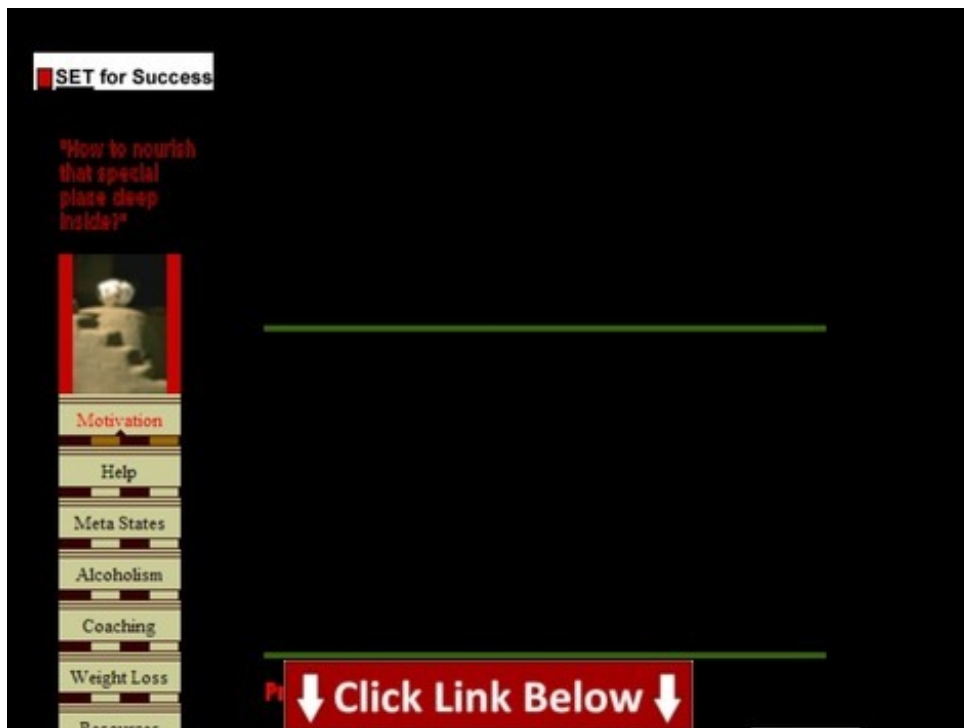 SET for Success
"How to nourish
that special
place deep
inside?"
Motivation
Help
Meta States
Alcoholism
Coaching
Weight Loss
Resources
Click Link Below